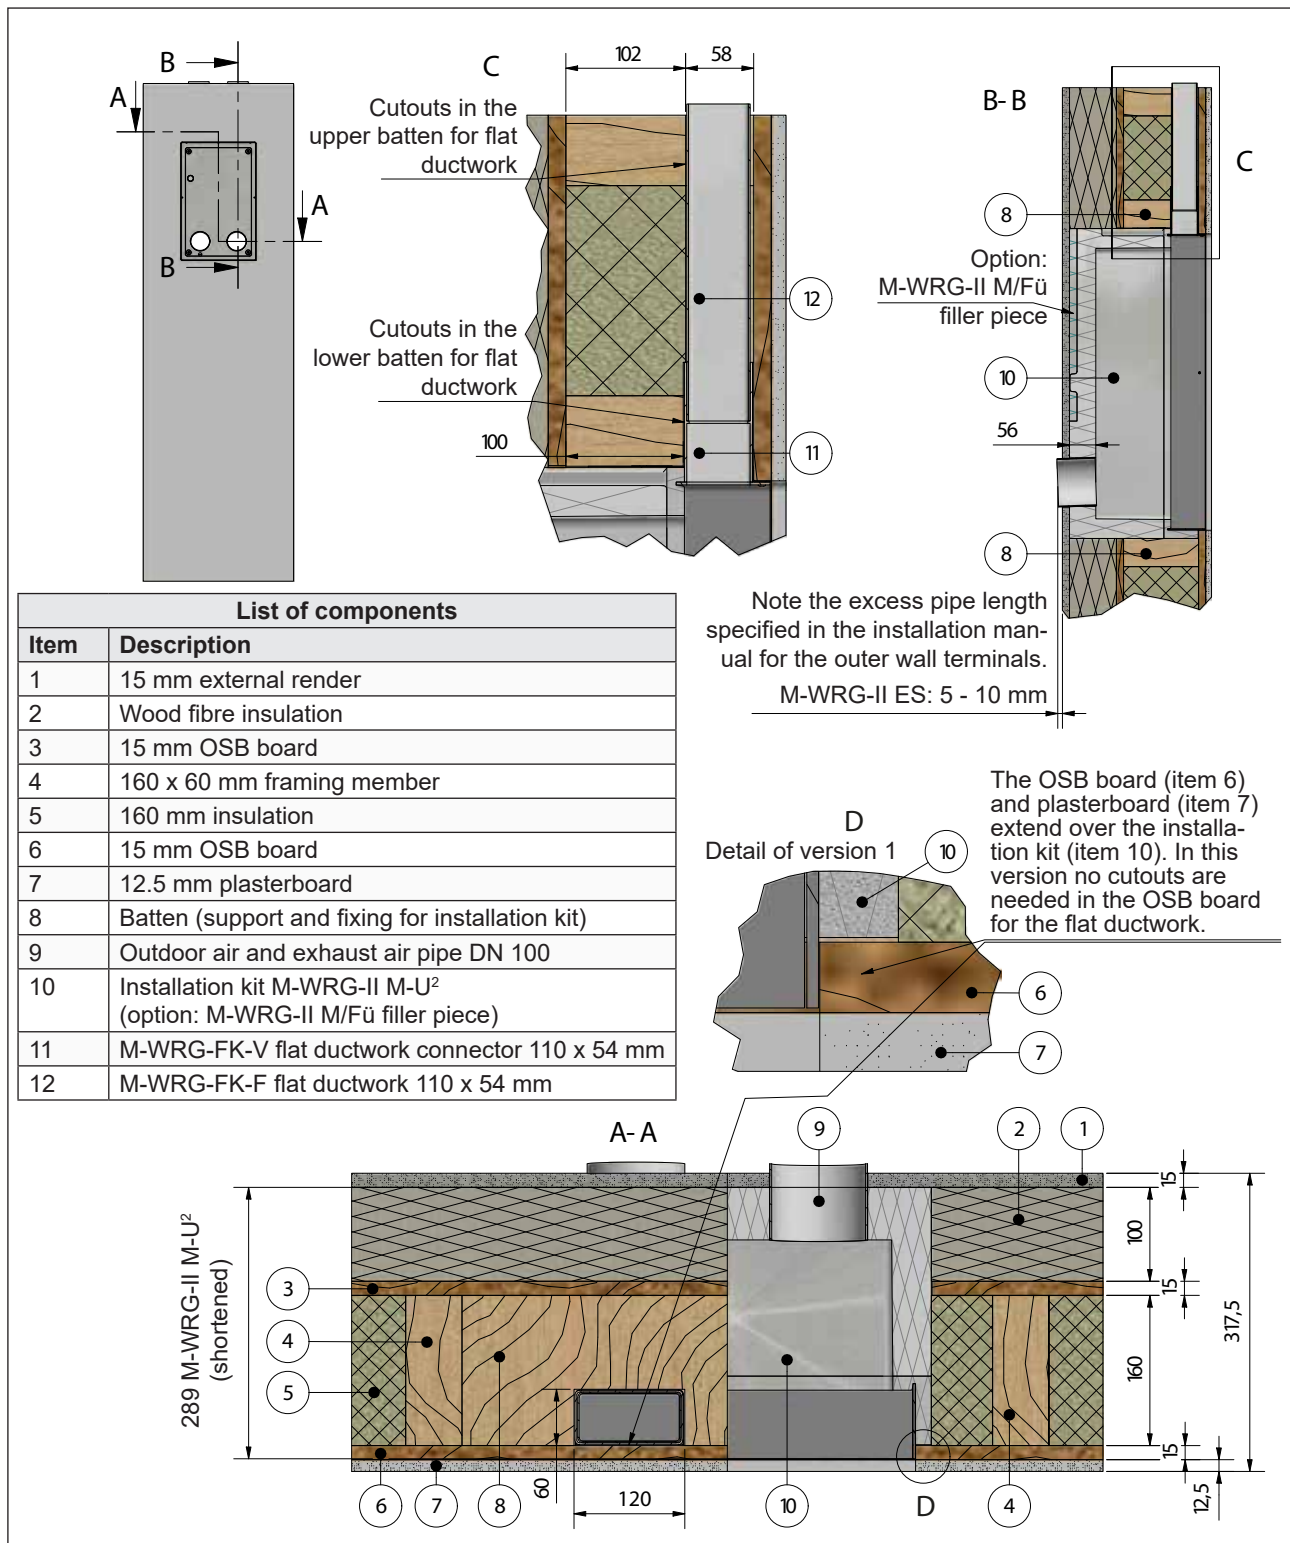 B
A
A
B
C
102
58
Cutouts in the
upper batten for flat
ductwork
Cutouts in the
lower batten for flat
ductwork
100
12
11
B- B
C
8
Option:
M-WRG-II M/Fü
filler piece
10
56
8
Note the excess pipe length
specified in the installation man-
ual for the outer wall terminals.
M-WRG-II ES: 5 - 10 mm
List of components
Item Description
1 15 mm external render
2 Wood fibre insulation
3 15 mm OSB board
4 160 x 60 mm framing member
5 160 mm insulation
6 15 mm OSB board
7 12.5 mm plasterboard
8 Batten (support and fixing for installation kit)
9 Outdoor air and exhaust air pipe DN 100
10 Installation kit M-WRG-II M-U²
(option: M-WRG-II M/Fü filler piece)
11 M-WRG-FK-V flat ductwork connector 110 x 54 mm
12 M-WRG-FK-F flat ductwork 110 x 54 mm
D
Detail of version 1
10
The OSB board (item 6)
and plasterboard (item 7)
extend over the installa-
tion kit (item 10). In this
version no cutouts are
needed in the OSB board
for the flat ductwork.
6
7
A- A
9
2
1
3
4
5
289 M-WRG-II M-U²
(shortened)
15
100
15
160
15
12,5
317,5
60
120
6
7
8
10
D
4